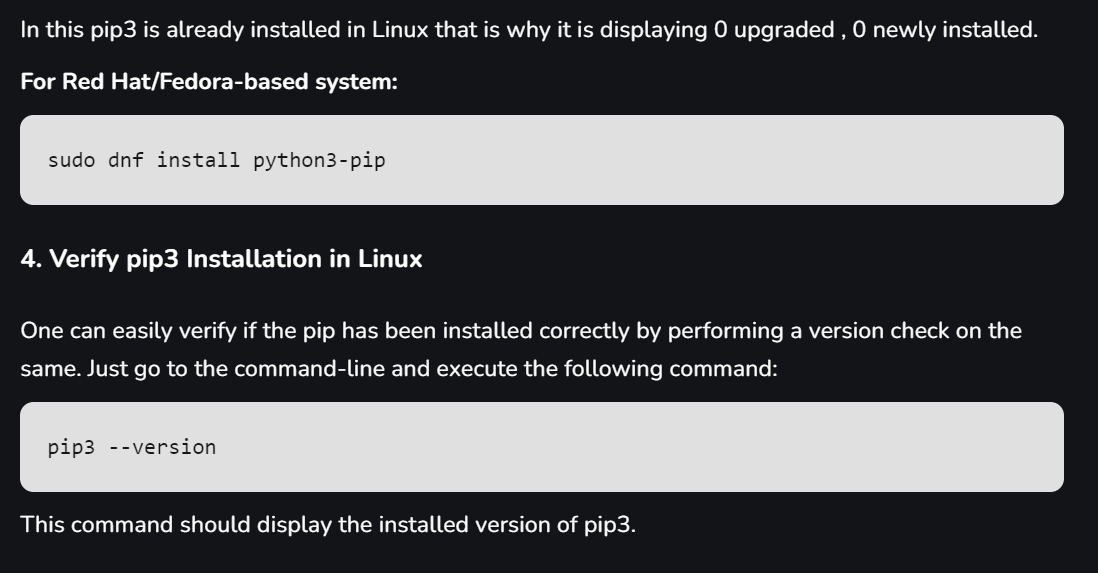 In this pip3 is already installed in Linux that is why it is displaying 0 upgraded , 0 newly installed.
For Red Hat/Fedora-based system:
sudo dnf install python3-pip
4. Verify pip3 Installation in Linux
One can easily verify if the pip has been installed correctly by performing a version check on the
same. Just go to the command-line and execute the following command:
pip3 --version
This command should display the installed version of pip3.